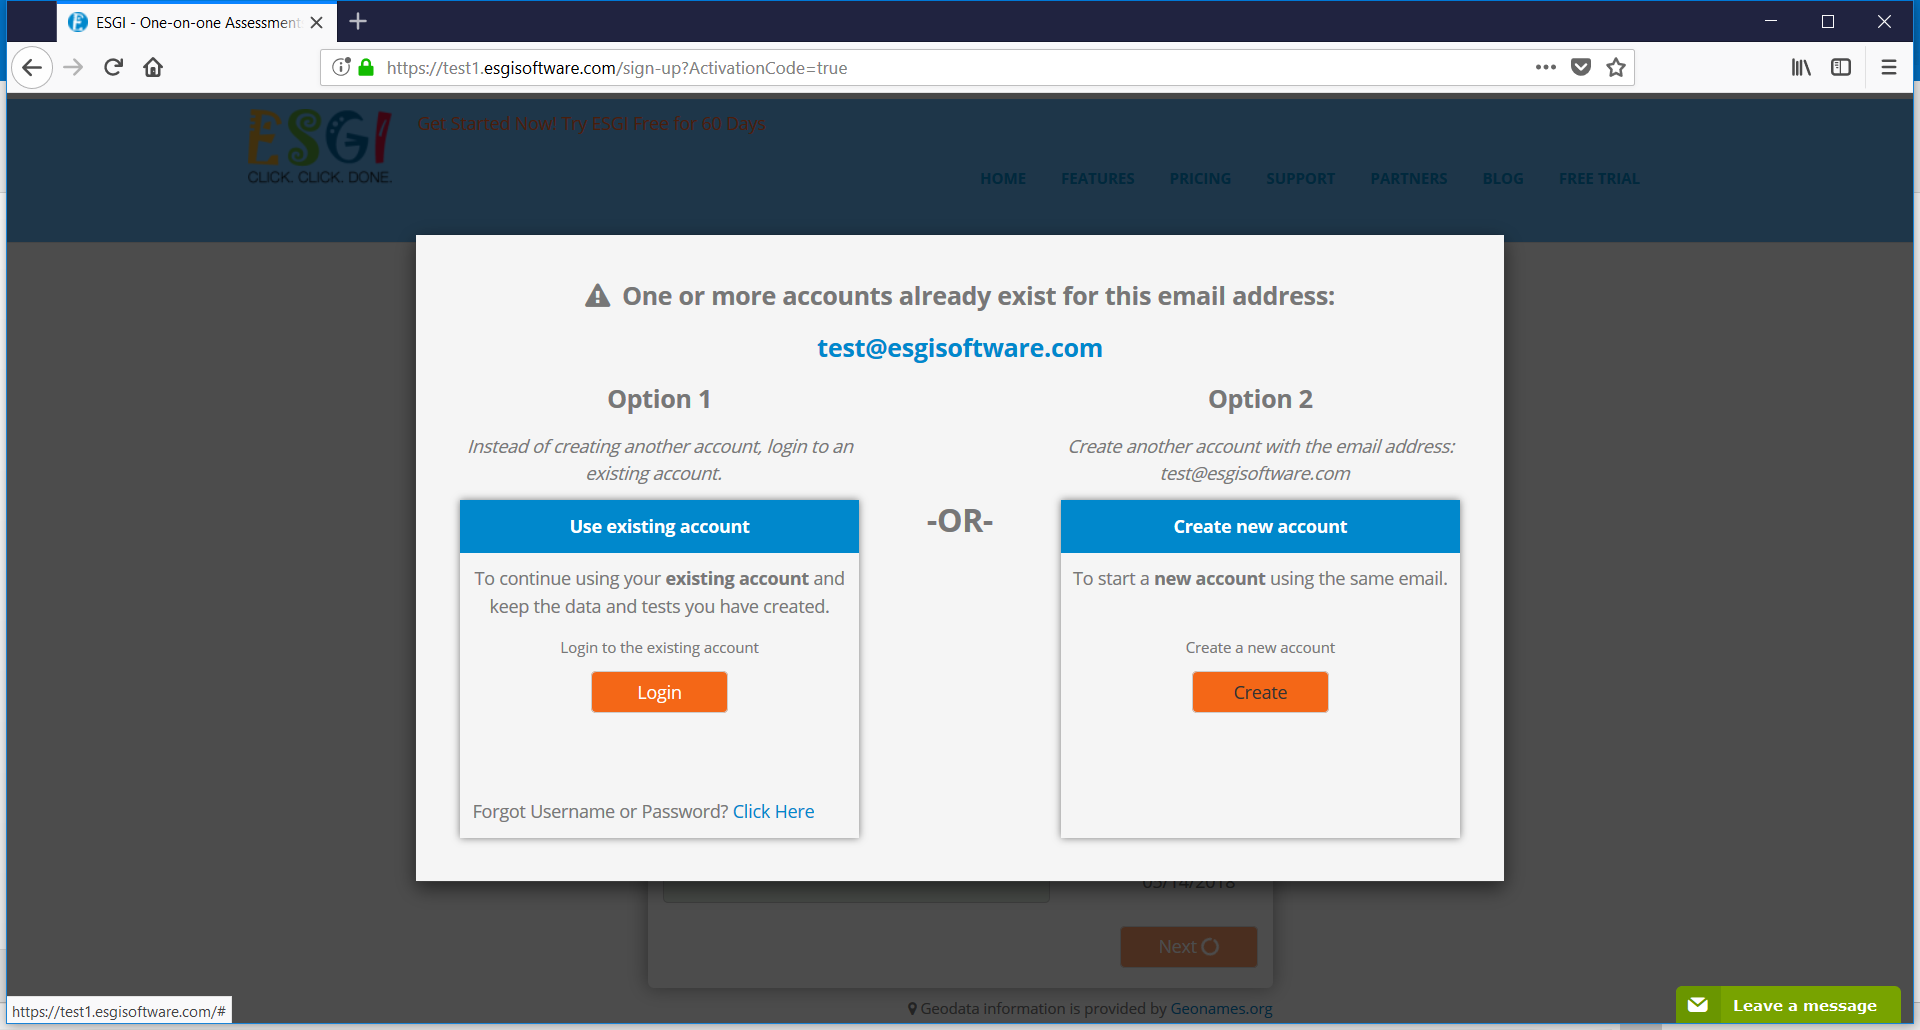 ESGI - One-on-one Assessment
https://test1.esgisoftware.com/sign-up?ActivationCode=true
ESGI
CLICK. CLICK. DONE.
Get Started Now! Try ESGI Free for 60 Days
HOME FEATURES PRICING SUPPORT PARTNERS BLOG FREE TRIAL
One or more accounts already exist for this email address:
test@esgisoftware.com
Option 1
Instead of creating another account, login to an
existing account.
Use existing account
To continue using your existing account and
keep the data and tests you have created.
Login to the existing account
Login
Forgot Username or Password? Click Here
-OR-
Option 2
Create another account with the email address:
test@esgisoftware.com
Create new account
To start a new account using the same email.
Create a new account
Create
05/14/2018
Next
Geodata information is provided by Geonames.org
https://test1.esgisoftware.com/#
Leave a message